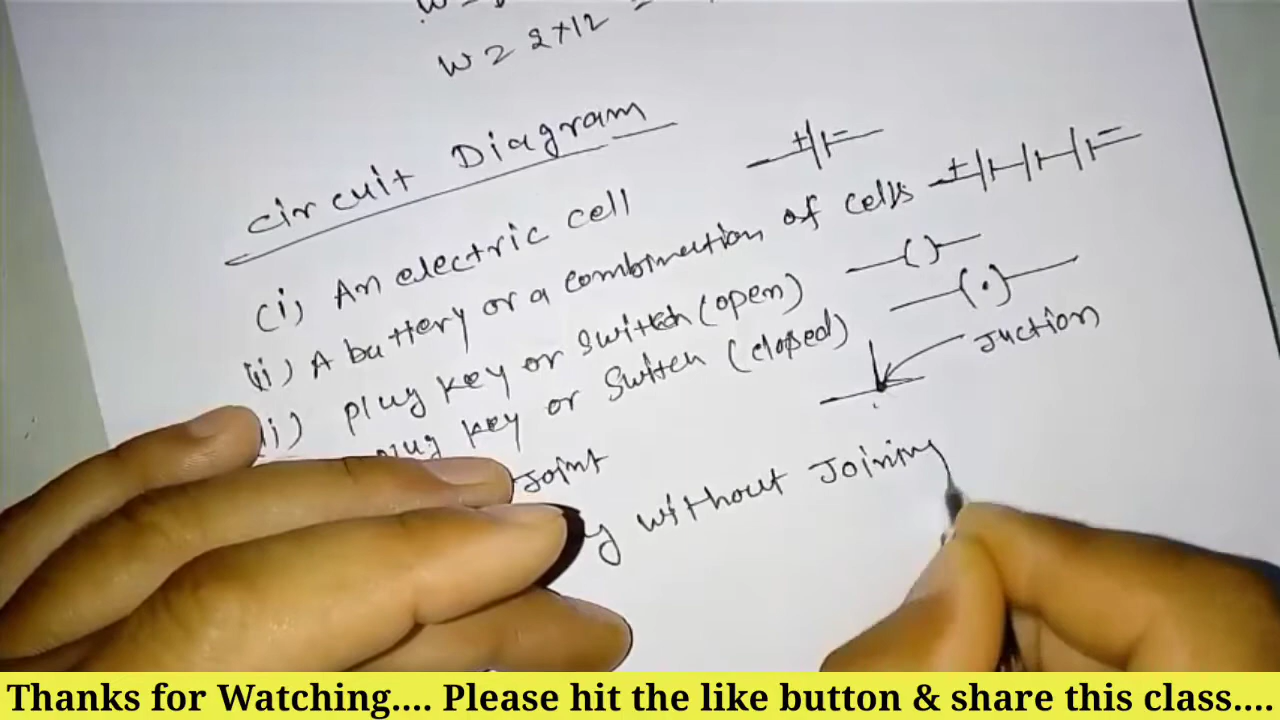 W = 2×12 =
Circuit Diagram
(i) An electric cell
+ -
(ii) A battery or a combination of cells
+ -
ii) plug key or switch (open)
plug key or switch (closed)
Juction
Joint
y without Joining
Thanks for Watching.... Please hit the like button & share this class....